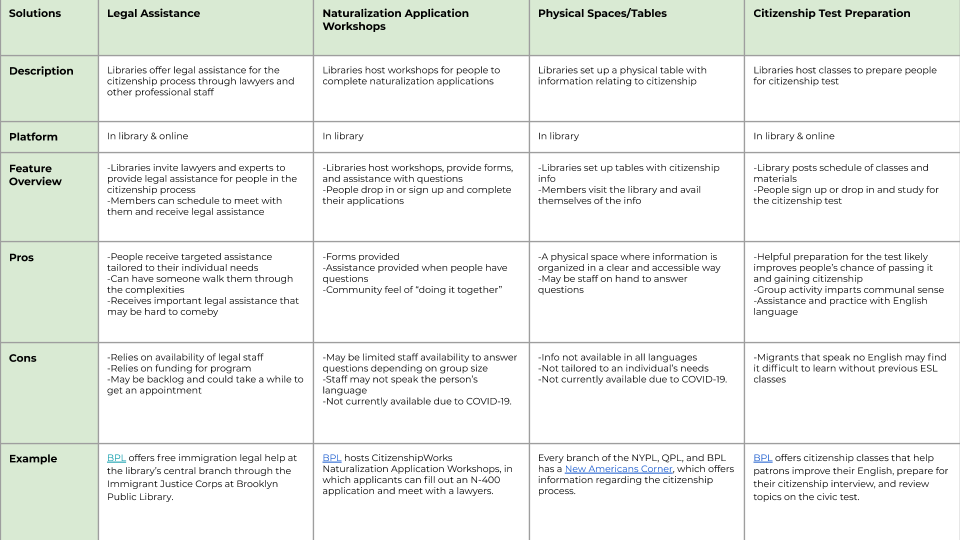 Solutions
Legal Assistance
Naturalization Application
Workshops
Physical Spaces/Tables
Citizenship Test Preparation
Description
Libraries offer legal assistance for the
citizenship process through lawyers and
other professional staff
Libraries host workshops for people to
complete naturalization applications
Libraries set up a physical table with
information relating to citizenship
Libraries host classes to prepare people
for citizenship test
Platform
In library & online
In library
In library
In library & online
Feature
Overview
-Libraries invite lawyers and experts to
provide legal assistance for people in the
citizenship process
-Members can schedule to meet with
them and receive legal assistance
-Libraries host workshops, provide forms,
and assistance with questions
-People drop in or sign up and complete
their applications
-Libraries set up tables with citizenship
info
-Members visit the library and avail
themselves of the info
-Library posts schedule of classes and
materials
-People sign up or drop in and study for
the citizenship test
Pros
-People receive targeted assistance
tailored to their individual needs
-Can have someone walk them through
the complexities
-Receives important legal assistance that
may be hard to comeby
-Forms provided
-Assistance provided when people have
questions
-Community feel of “doing it together”
-A physical space where information is
organized in a clear and accessible way
-May be staff on hand to answer
questions
-Helpful preparation for the test likely
improves people’s chance of passing it
and gaining citizenship
-Group activity imparts communal sense
-Assistance and practice with English
language
Cons
-Relies on availability of legal staff
-Relies on funding for program
-May be backlog and could take a while to
get an appointment
-May be limited staff availability to answer
questions depending on group size
-Staff may not speak the person’s
language
-Not currently available due to COVID-19.
-Info not available in all languages
-Not tailored to an individual’s needs
-Not currently available due to COVID-19.
-Migrants that speak no English may find
it difficult to learn without previous ESL
classes
Example
BPL offers free immigration legal help at
the library’s central branch through the
Immigrant Justice Corps at Brooklyn
Public Library.
BPL hosts CitizenshipWorks
Naturalization Application Workshops, in
which applicants can fill out an N-400
application and meet with a lawyers.
Every branch of the NYPL, QPL, and BPL
has a New Americans Corner, which offers
information regarding the citizenship
process.
BPL offers citizenship classes that help
patrons improve their English, prepare for
their citizenship interview, and review
topics on the civic test.